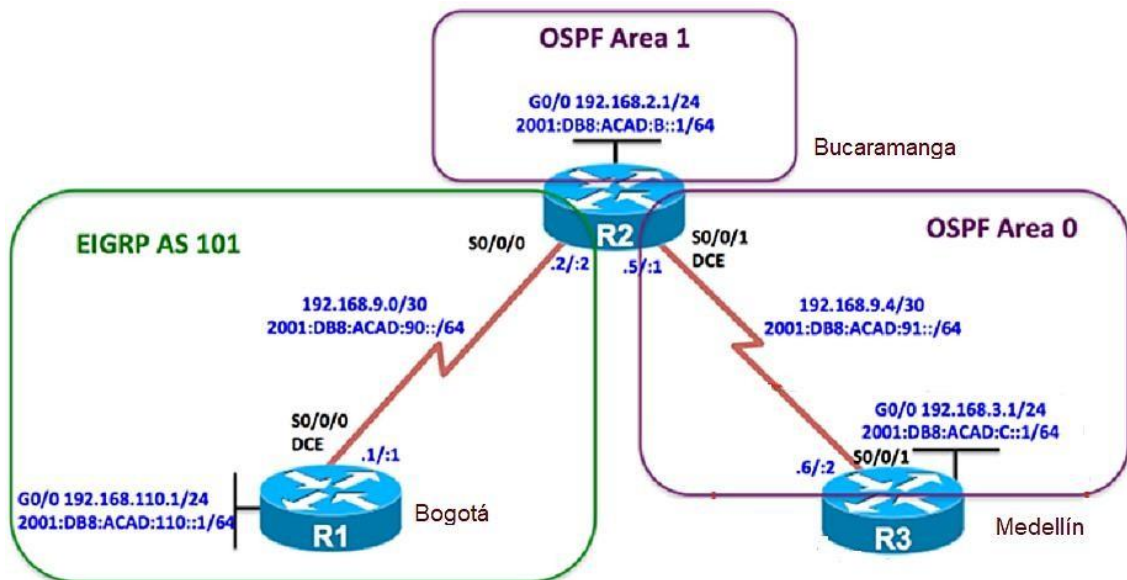 OSPF Area 1
G0/0 192.168.2.1/24
2001:DB8:ACAD:B::1/64
Bucaramanga
EIGRP AS 101
S0/0/0
R2
S0/0/1
DCE
OSPF Area 0
.2/:2
.5/:1
192.168.9.0/30
2001:DB8:ACAD:90::/64
192.168.9.4/30
2001:DB8:ACAD:91::/64
S0/0/0
DCE
.1/:1
G0/0 192.168.3.1/24
2001:DB8:ACAD:C::1/64
.6/:2
S0/0/1
G0/0 192.168.110.1/24
2001:DB8:ACAD:110::1/64
R1
Bogotá
R3
Medellín